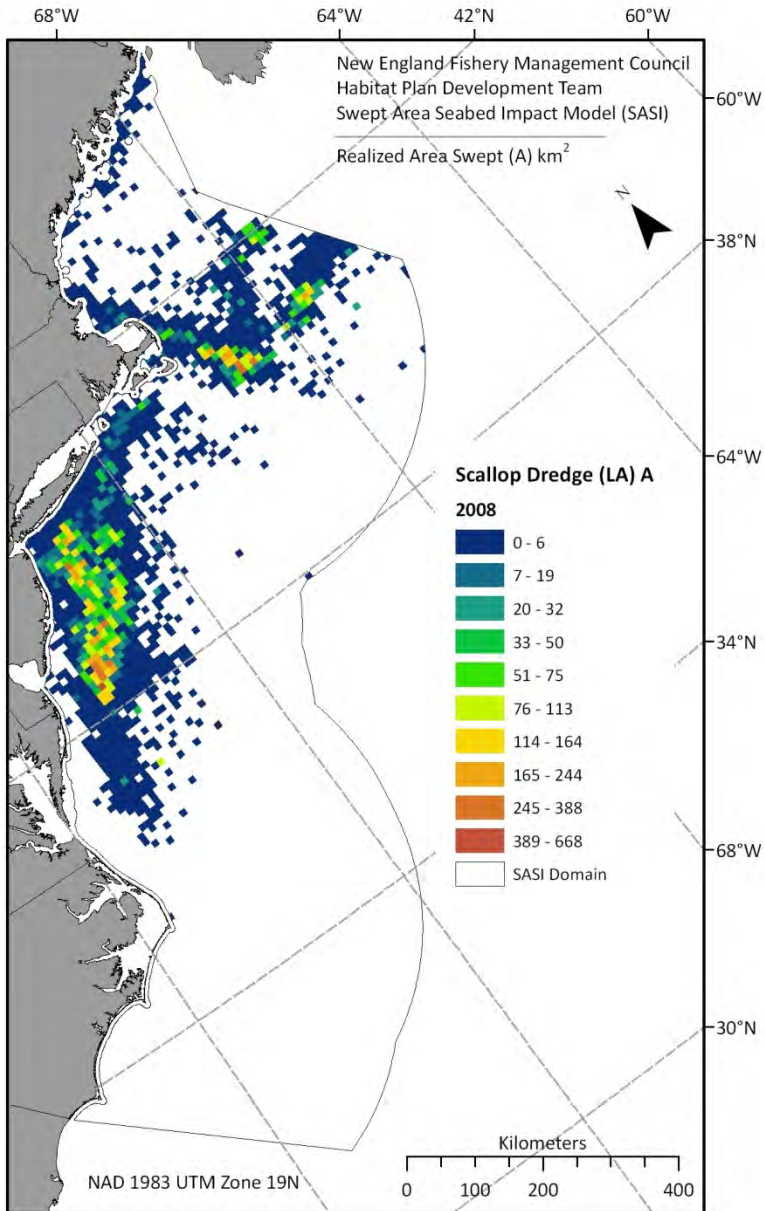 68°W
64°W
42°N
60°W
New England Fishery Management Council
Habitat Plan Development Team
Swept Area Seabed Impact Model (SASI)
Realized Area Swept (A) km²
60°W
N
38°N
64°W
Scallop Dredge (LA) A
2008
0 - 6
7 - 19
20 - 32
33 - 50
51 - 75
76 - 113
114 - 164
165 - 244
245 - 388
389 - 668
SASI Domain
34°N
68°W
30°N
Kilometers
0 100 200 400
NAD 1983 UTM Zone 19N